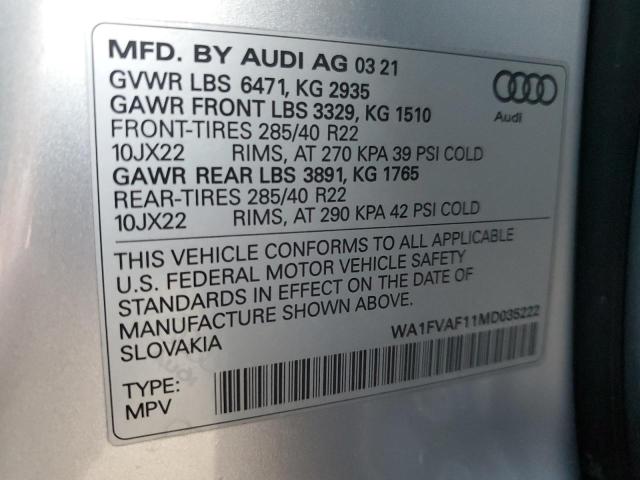 MFD. BY AUDI AG 03 21
GVWR LBS 6471, KG 2935
GAWR FRONT LBS 3329, KG 1510
FRONT-TIRES 285/40 R22
10JX22 RIMS, AT 270 KPA 39 PSI COLD
GAWR REAR LBS 3891, KG 1765
REAR-TIRES 285/40 R22
10JX22 RIMS, AT 290 KPA 42 PSI COLD
Audi
THIS VEHICLE CONFORMS TO ALL APPLICABLE
U.S. FEDERAL MOTOR VEHICLE SAFETY
STANDARDS IN EFFECT ON THE DATE OF
MANUFACTURE SHOWN ABOVE.
SLOVAKIA
WA1FVAF11MD035222
TYPE:
MPV